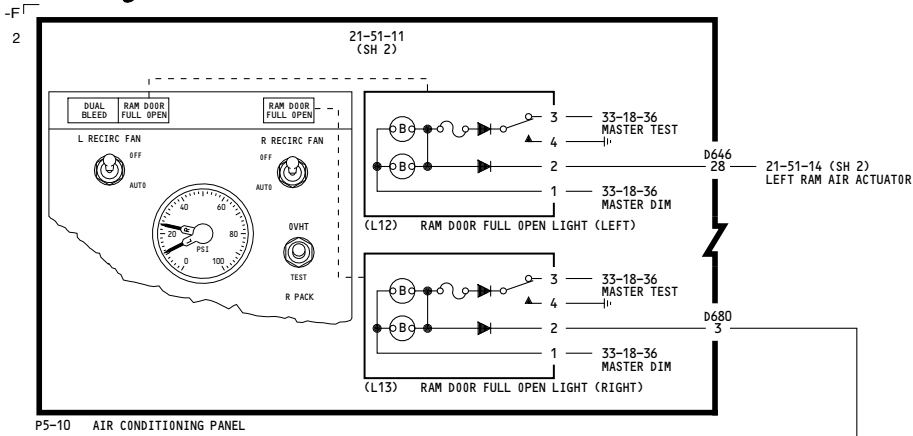 -F
2
21-51-11
(SH 2)
DUAL
BLEED
RAM DOOR
FULL OPEN
RAM DOOR
FULL OPEN
L RECIRC FAN
OFF
AUTO
R RECIRC FAN
OFF
AUTO
40
60
20
R
80
L
PSI
0
100
OVHT
TEST
R PACK
B
B
3
33-18-36
MASTER TEST
4
2
1
33-18-36
MASTER DIM
(L12) RAM DOOR FULL OPEN LIGHT (LEFT)
D646
28
21-51-14 (SH 2)
LEFT RAM AIR ACTUATOR
B
B
3
33-18-36
MASTER TEST
4
2
1
33-18-36
MASTER DIM
(L13) RAM DOOR FULL OPEN LIGHT (RIGHT)
D680
3
P5-10 AIR CONDITIONING PANEL